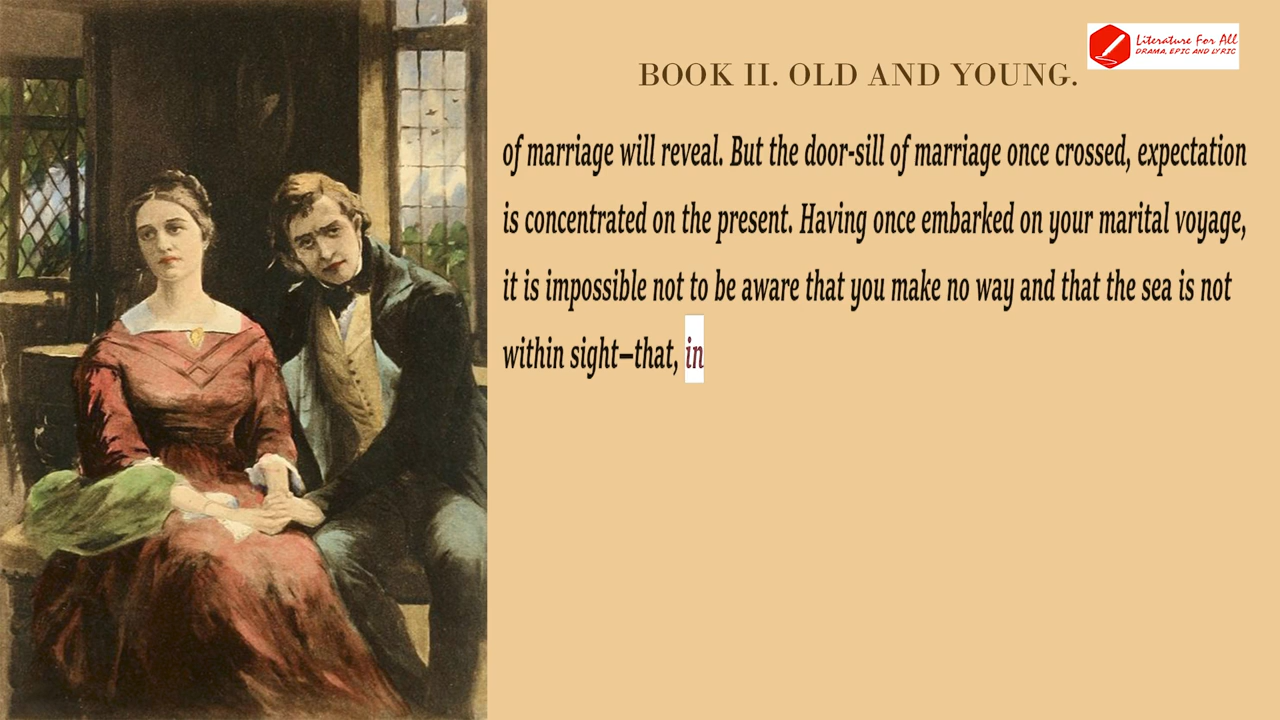 Literature For All
DRAMA, EPIC AND LYRIC
BOOK II. OLD AND YOUNG.
of marriage will reveal. But the door-sill of marriage once crossed, expectation
is concentrated on the present. Having once embarked on your marital voyage,
it is impossible not to be aware that you make no way and that the sea is not
within sight—that, in